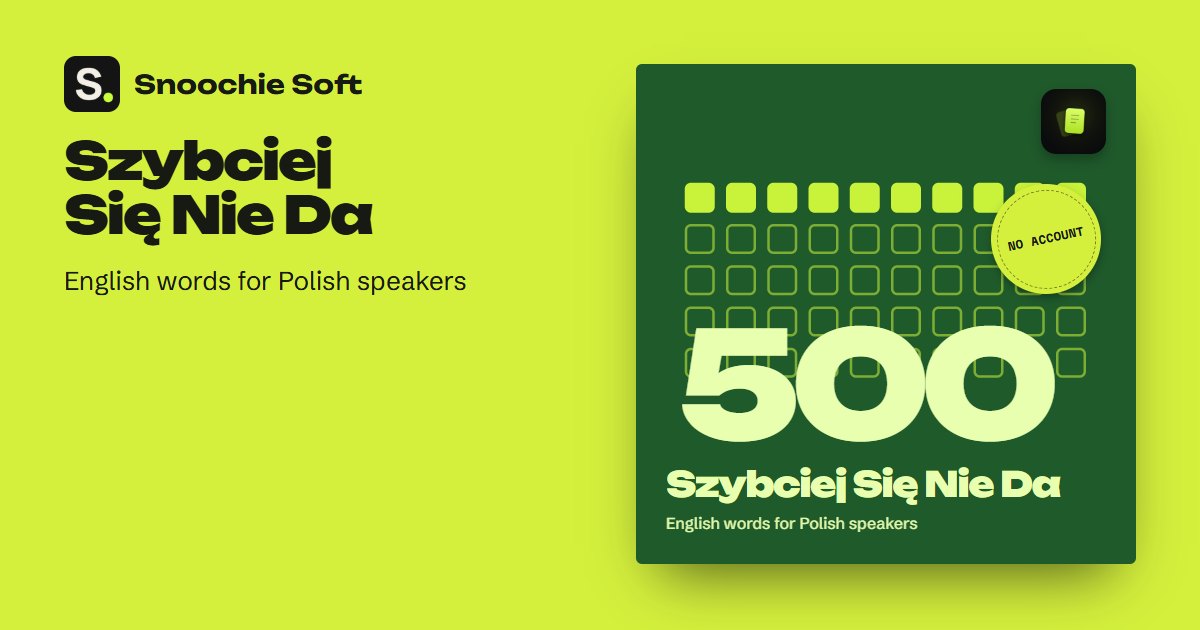 S.
Snoochie Soft
Szybciej
Się Nie Da
English words for Polish speakers
NO ACCOUNT
500
Szybciej Się Nie Da
English words for Polish speakers